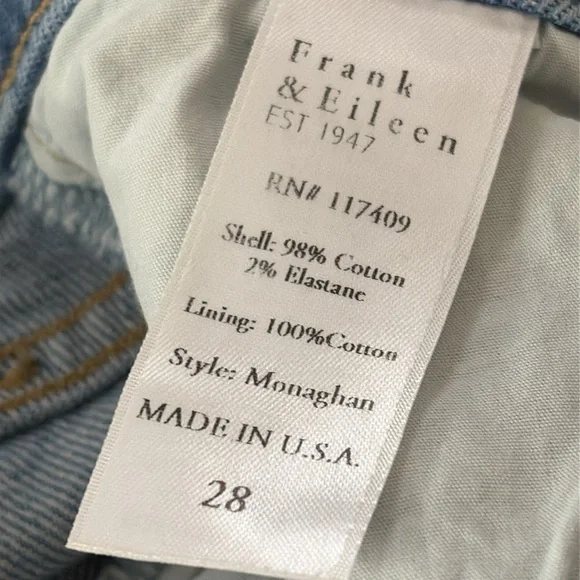 Frank
& Eileen
EST 1947
RN# 117409
Shell: 98% Cotton
2% Elastane
Lining: 100%Cotton
Style: Monaghan
MADE IN U.S.A.
28